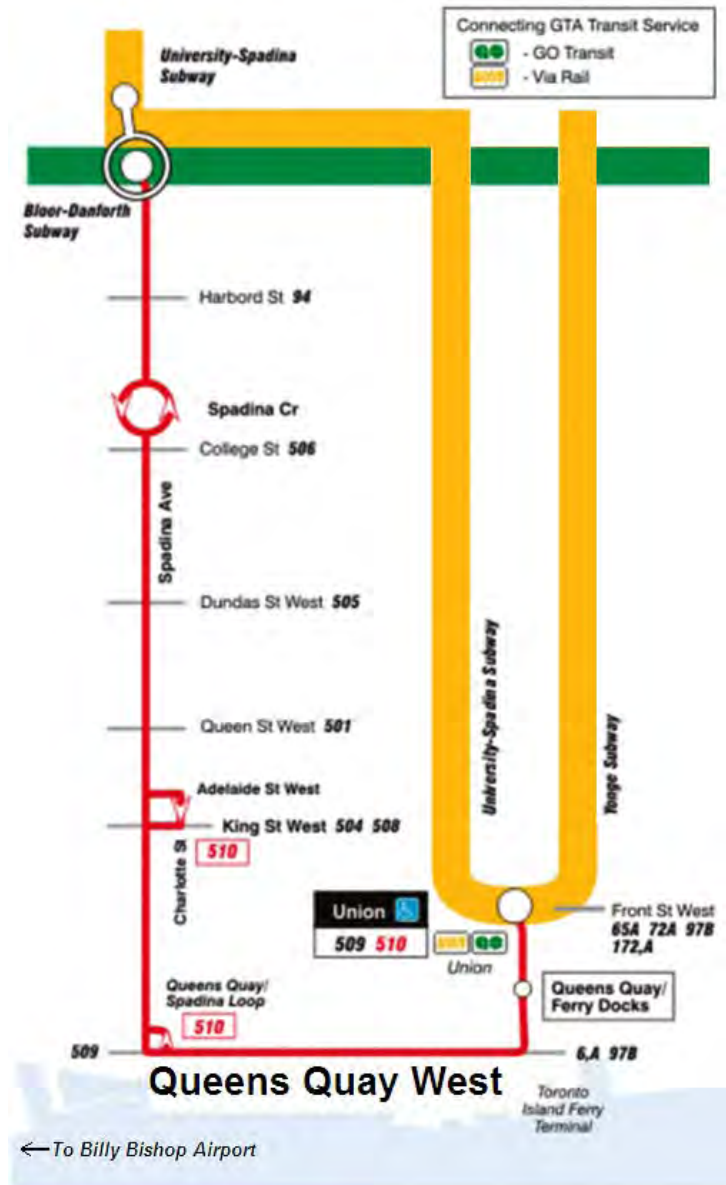 Connecting GTA Transit Service
GO - GO Transit
- Via Rail
University-Spadina
Subway
Bloor-Danforth
Subway
Harbord St 94
Spadina Cr
College St 506
Spadina Ave
Dundas St West 505
Queen St West 501
University-Spadina Subway
Yonge Subway
Adelaide St West
King St West 504 508
510
Charlotte St
Union
509 510
GO
Union
Front St West
65A 72A 97B
172,A
Queens Quay/
Ferry Docks
Queens Quay/
Spadina Loop
510
509
6,A 97B
Queens Quay West
Toronto
Island Ferry
Terminal
←To Billy Bishop Airport